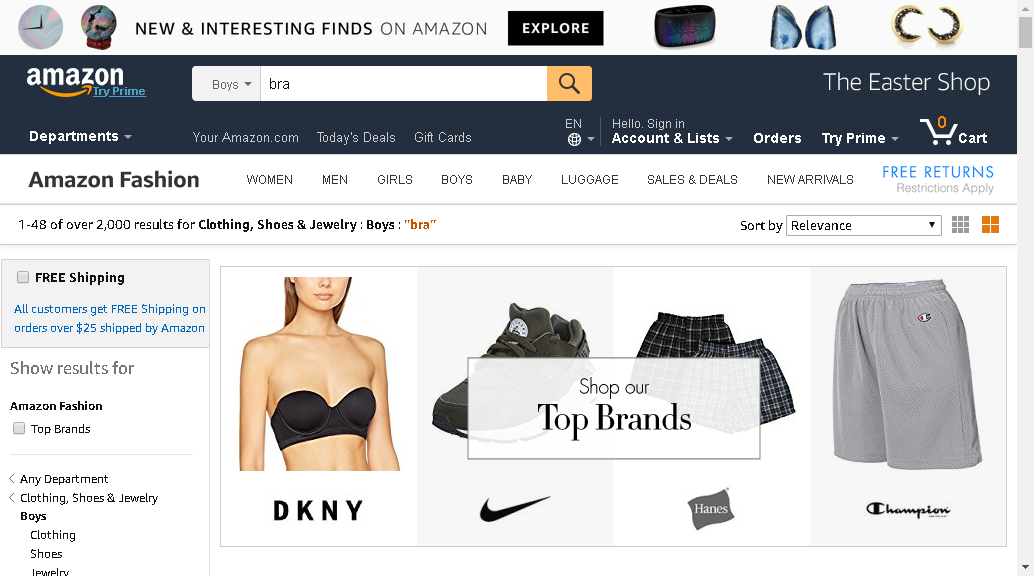 NEW & INTERESTING FINDS ON AMAZON
EXPLORE
amazon
Try Prime
Boys
bra
The Easter Shop
Departments
Your Amazon.com
Today's Deals
Gift Cards
EN
Hello. Sign in
Account & Lists
Orders
Try Prime
0
Cart
Amazon Fashion
WOMEN
MEN
GIRLS
BOYS
BABY
LUGGAGE
SALES & DEALS
NEW ARRIVALS
FREE RETURNS
Restrictions Apply
1-48 of over 2,000 results for Clothing, Shoes & Jewelry : Boys : "bra"
Sort by
Relevance
FREE Shipping
All customers get FREE Shipping on
orders over $25 shipped by Amazon
Show results for
Amazon Fashion
Top Brands
Any Department
Clothing, Shoes & Jewelry
Boys
Clothing
Shoes
Jewelry
Shop our
Top Brands
DKNY
Hanes
Champion